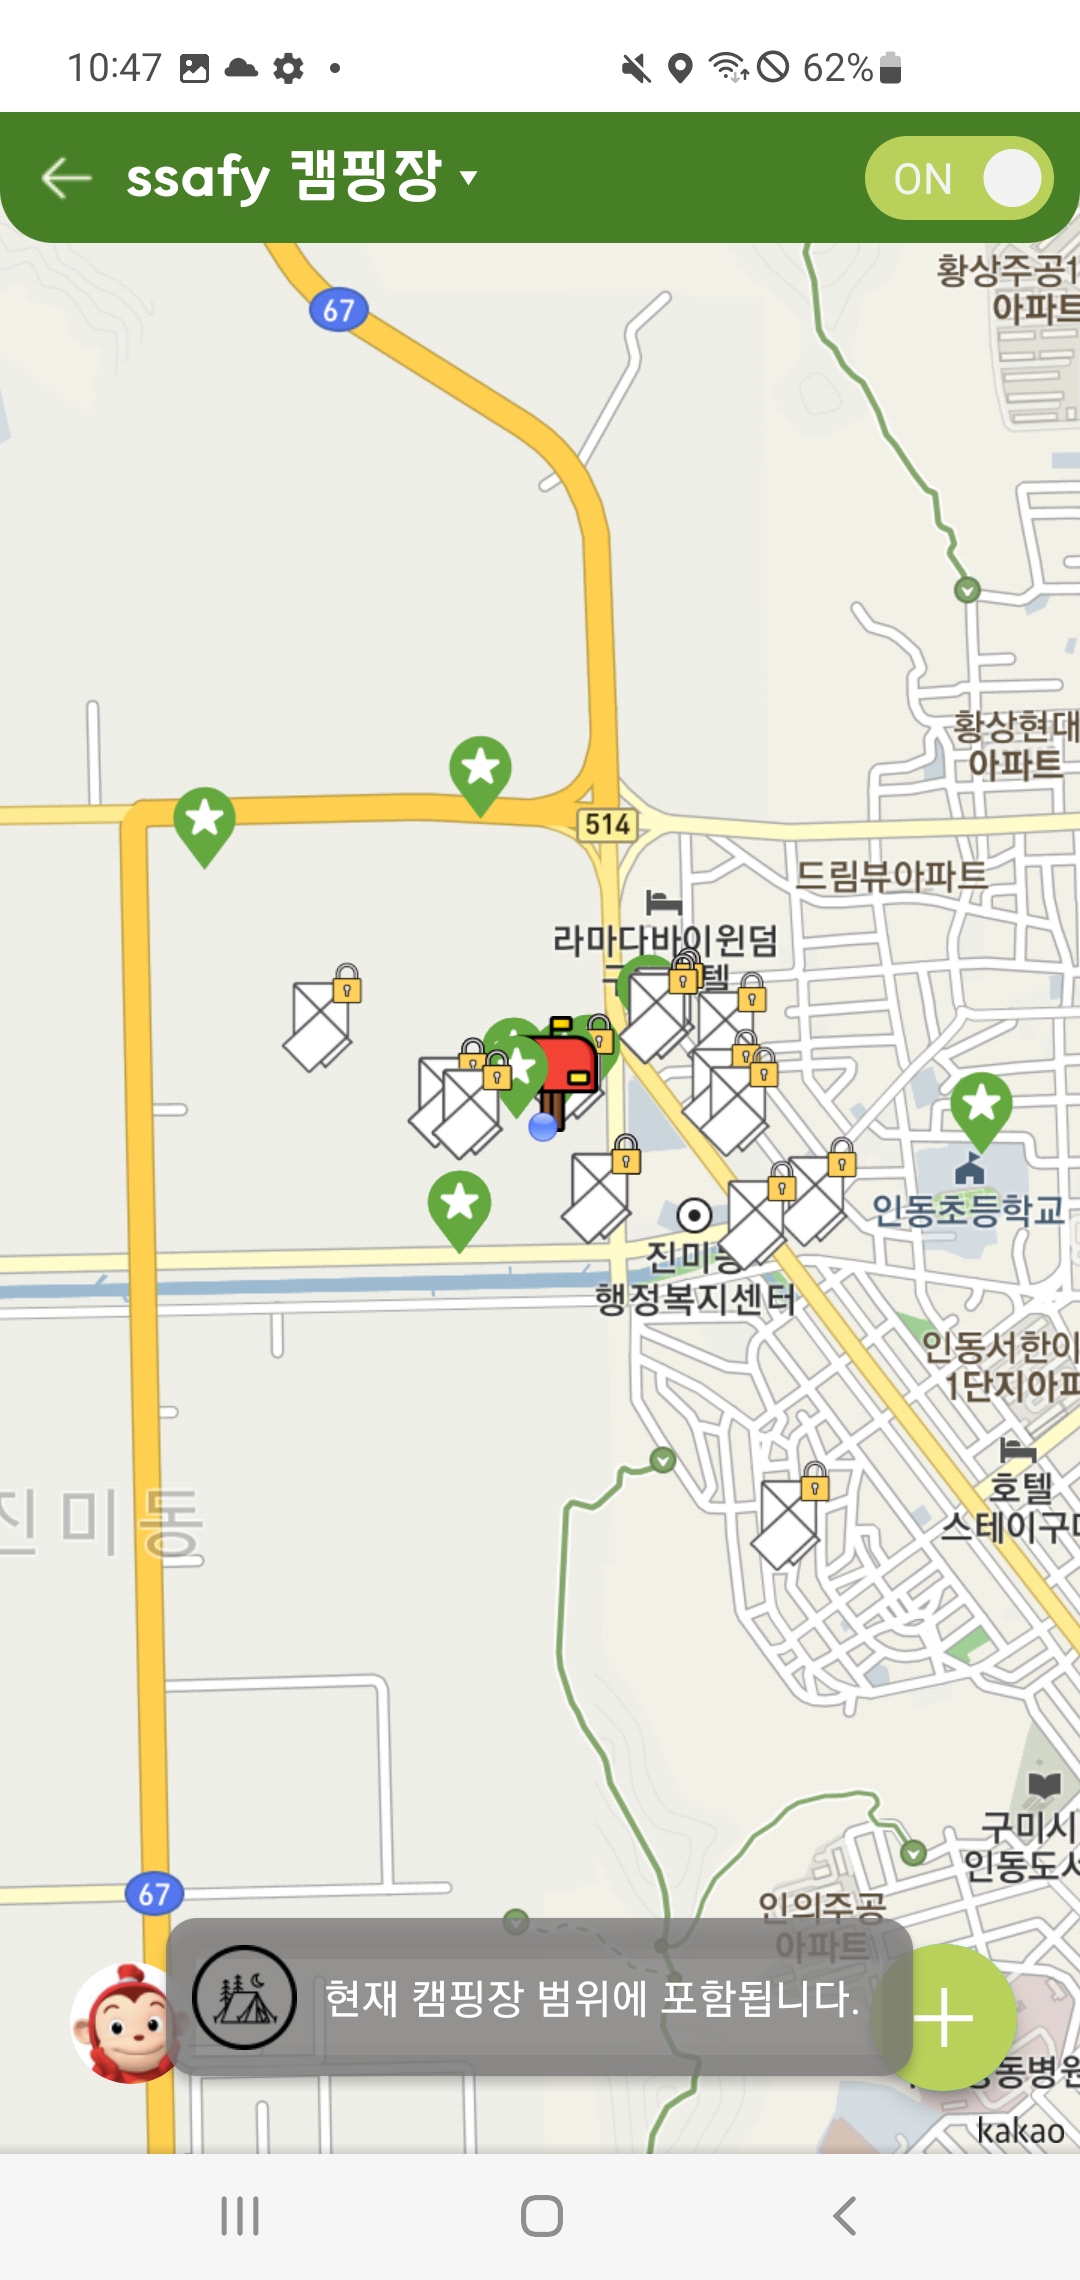 10:47
62%
ssafy 캠핑장
ON
황상주공1
아파트
67
황상현대
아파트
514
드림뷰아파트
라마다바이윈덤
텔
인동초등학교
진미동
행정복지센터
인동서한이
1단지아파
호텔
스테이구미
진미동
구미시
인동도서
67
인의주공
아파트
현재 캠핑장 범위에 포함됩니다.
동병원
kakao